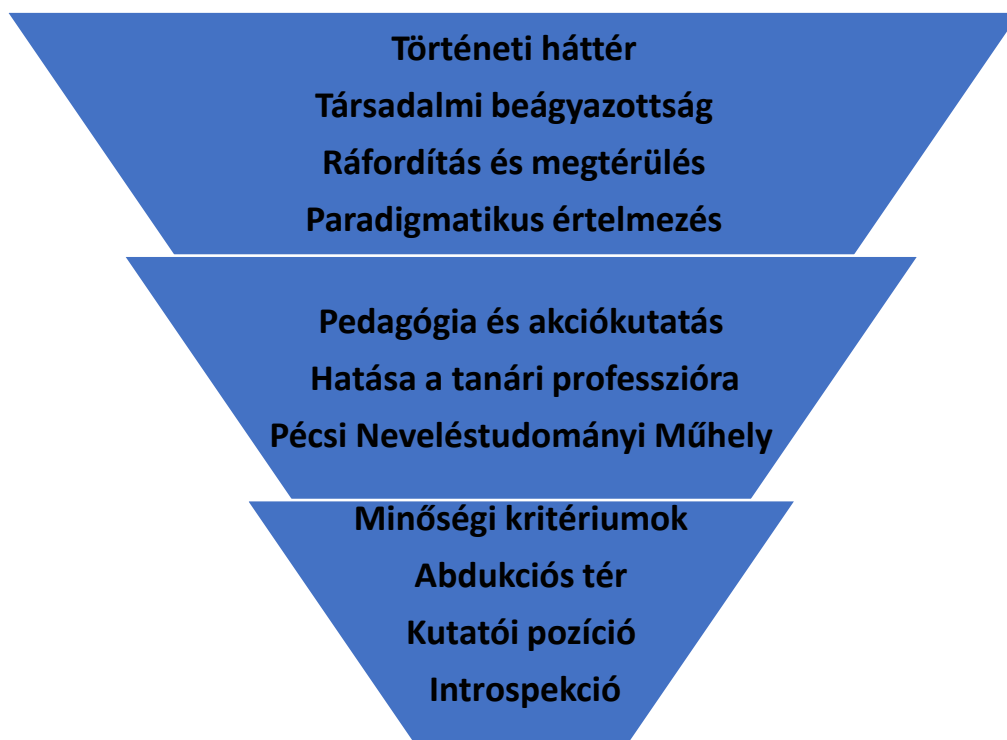 Történeti háttér
Társadalmi beágyazottság
Ráfordítás és megtérülés
Paradigmatikus értelmezés
Pedagógia és akciókutatás
Hatása a tanári professzióra
Pécsi Neveléstudományi Műhely
Minőségi kritériumok
Abdukciós tér
Kutatói pozíció
Introspekció